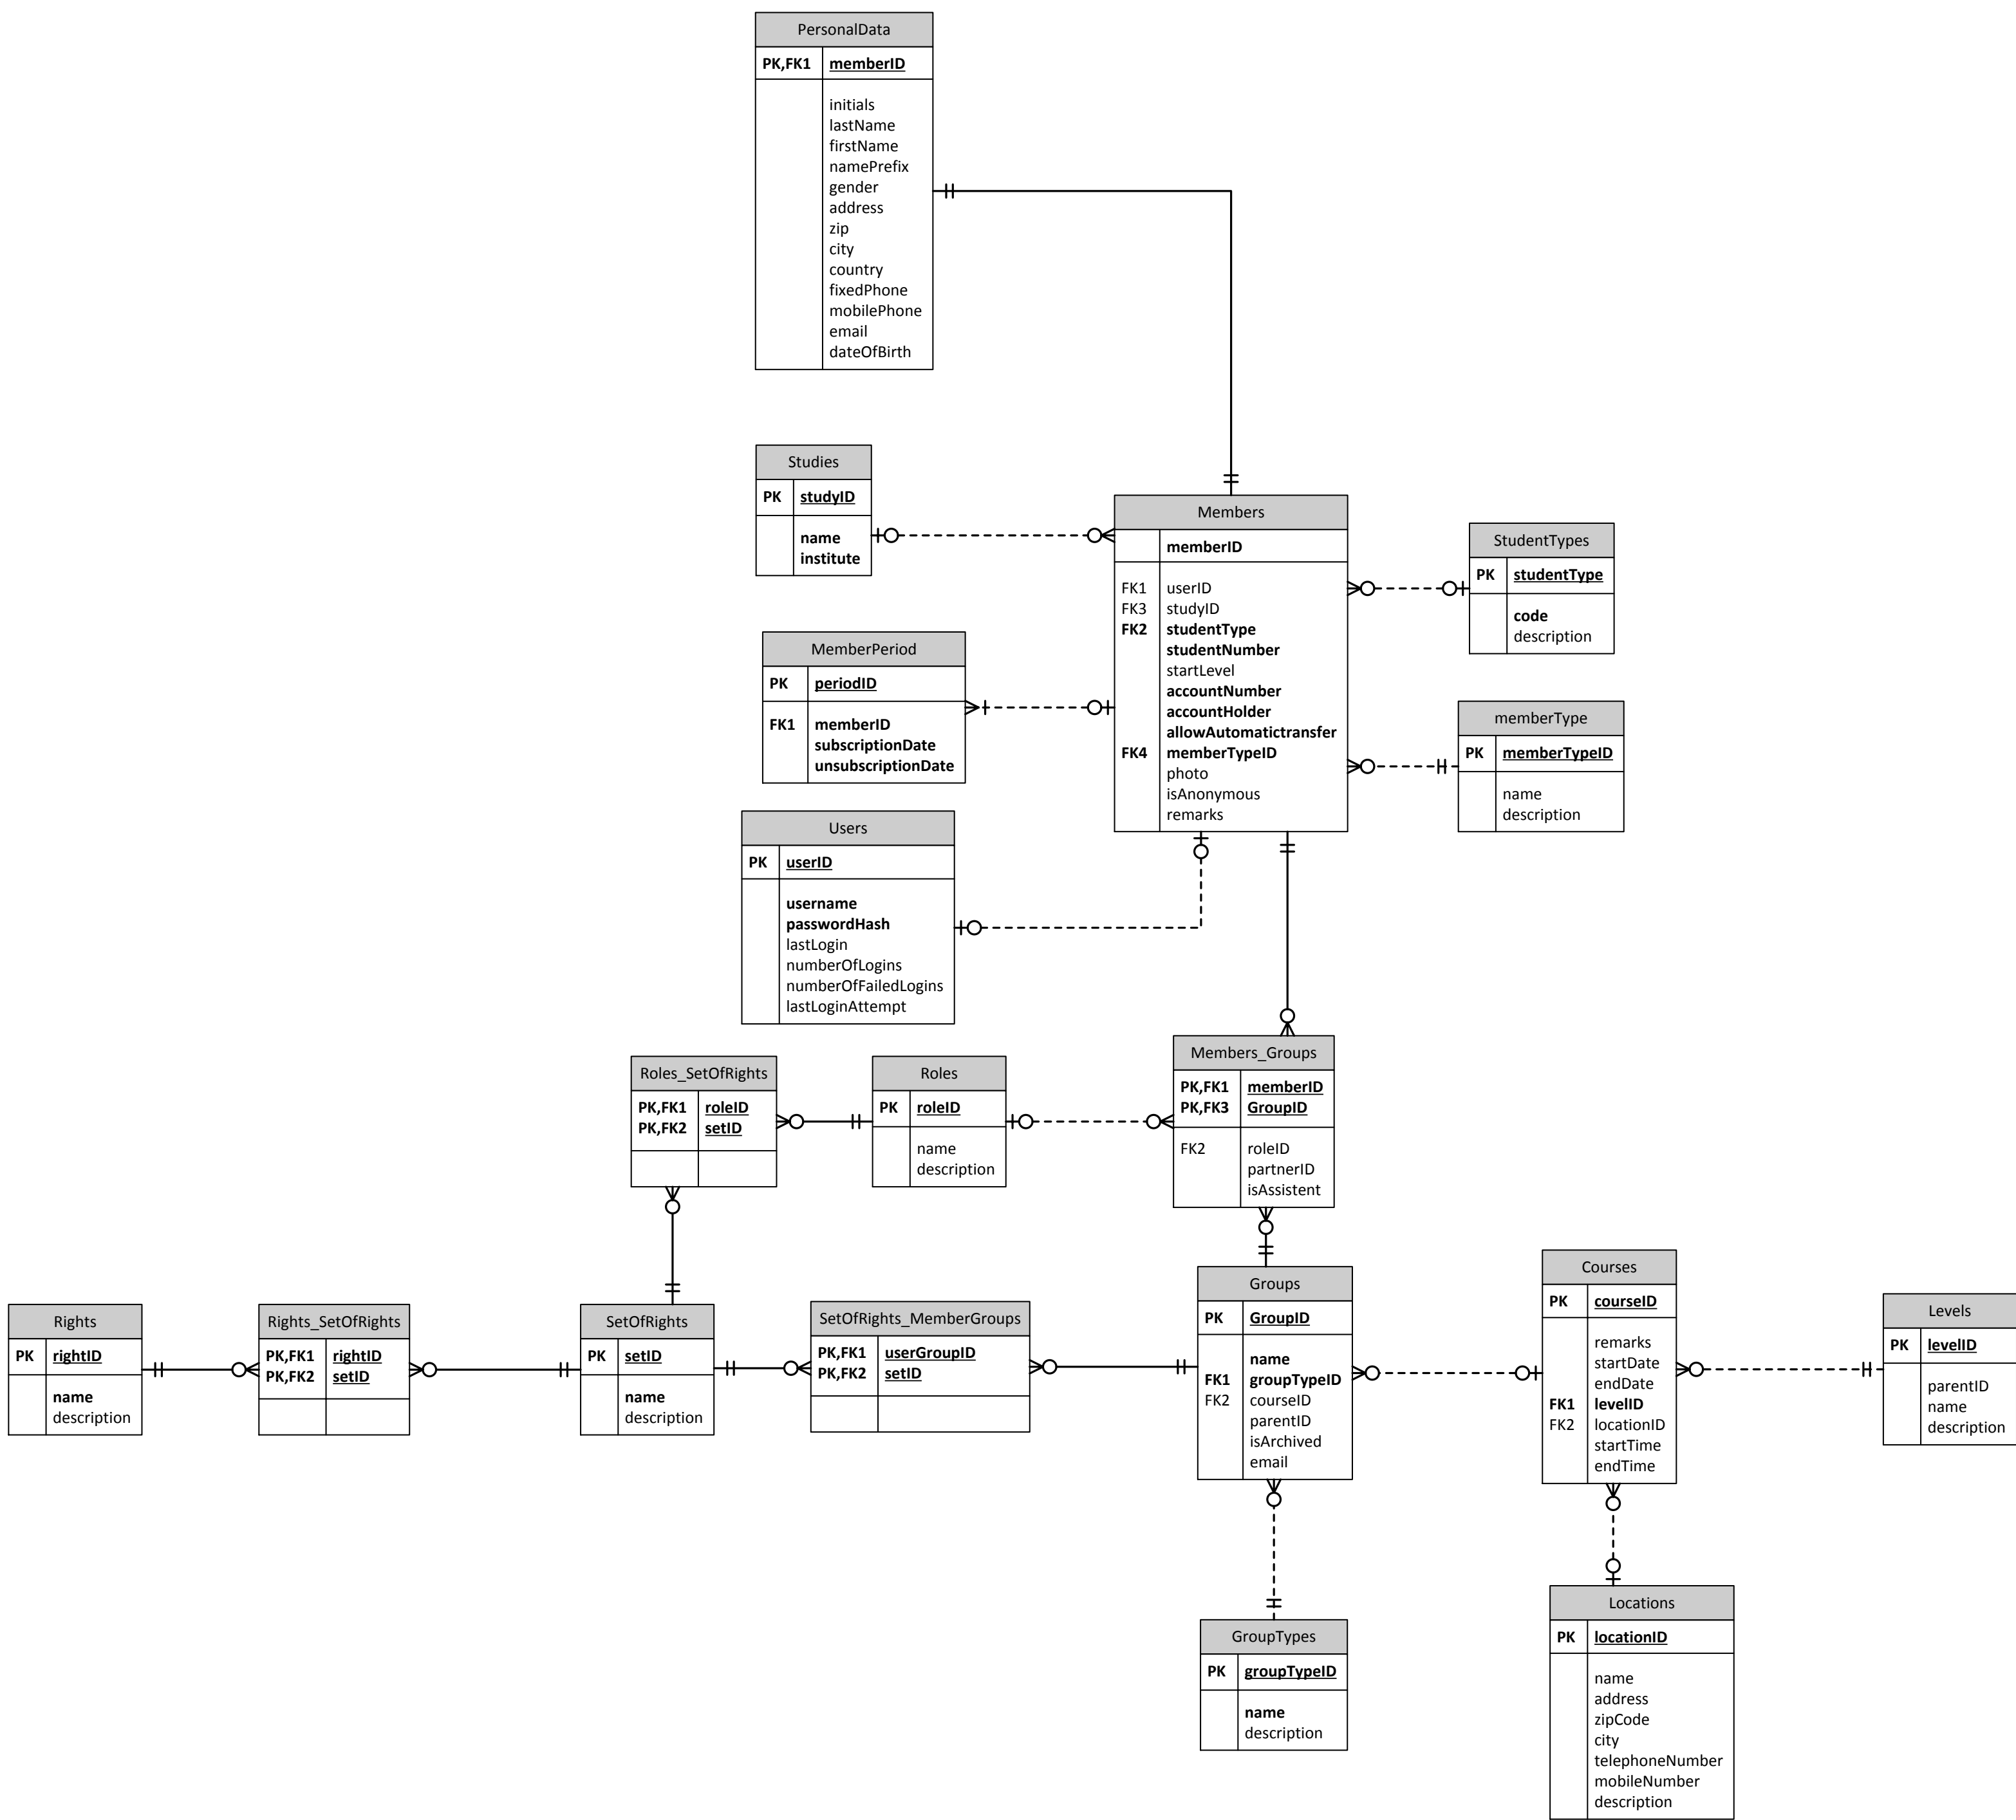 PersonalData
PK,FK1 memberID
initials
lastName
firstName
namePrefix
gender
address
zip
city
country
fixedPhone
mobilePhone
email
dateOfBirth
Studies
PK studyID
name
institute
Members
memberID
FK1 userID
FK3 studyID
FK2 studentType
studentNumber
startLevel
accountNumber
accountHolder
allowAutomatictransfer
FK4 memberTypeID
photo
isAnonymous
remarks
StudentTypes
PK studentType
code
description
MemberPeriod
PK periodID
FK1 memberID
subscriptionDate
unsubscriptionDate
memberType
PK memberTypeID
name
description
Users
PK userID
username
passwordHash
lastLogin
numberOfLogins
numberOfFailedLogins
lastLoginAttempt
Roles_SetOfRights
PK,FK1 roleID
PK,FK2 setID
Roles
PK roleID
name
description
Members_Groups
PK,FK1 memberID
PK,FK3 GroupID
FK2 roleID
partnerID
isAssistent
Rights
PK rightID
name
description
Rights_SetOfRights
PK,FK1 rightID
PK,FK2 setID
SetOfRights
PK setID
name
description
SetOfRights_MemberGroups
PK,FK1 userGroupID
PK,FK2 setID
Groups
PK GroupID
name
FK1 groupTypeID
FK2 courseID
parentID
isArchived
email
Courses
PK courseID
remarks
startDate
endDate
FK1 levelID
FK2 locationID
startTime
endTime
Levels
PK levelID
parentID
name
description
GroupTypes
PK groupTypeID
name
description
Locations
PK locationID
name
address
zipCode
city
telephoneNumber
mobileNumber
description